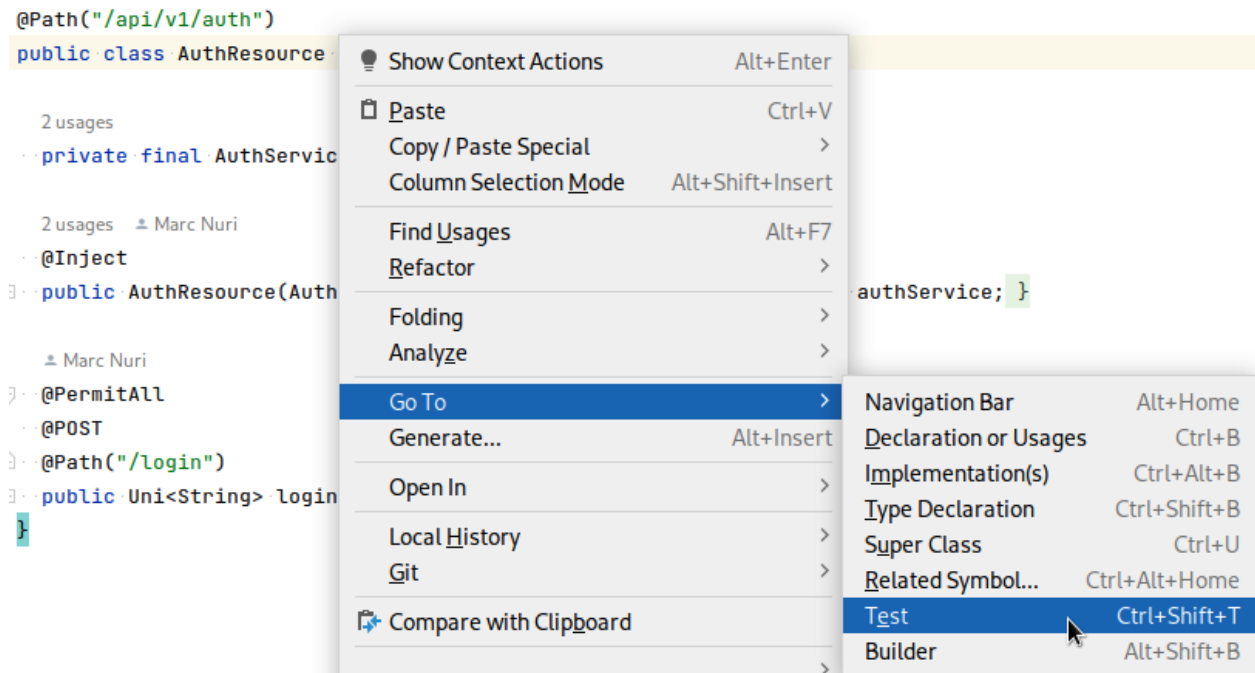 @Path("/api/v1/auth")
public class AuthResource
2 usages
private final AuthServic
2 usages Marc Nuri
@Inject
public AuthResource(Auth authService; }
Marc Nuri
@PermitAll
@POST
@Path("/login")
public Uni<String> login
}
Show Context Actions Alt+Enter
Paste Ctrl+V
Copy / Paste Special
Column Selection Mode Alt+Shift+Insert
Find Usages Alt+F7
Refactor
Folding
Analyze
Go To
Generate... Alt+Insert
Open In
Local History
Git
Compare with Clipboard
Navigation Bar Alt+Home
Declaration or Usages Ctrl+B
Implementation(s) Ctrl+Alt+B
Type Declaration Ctrl+Shift+B
Super Class Ctrl+U
Related Symbol... Ctrl+Alt+Home
Test Ctrl+Shift+T
Builder Alt+Shift+B